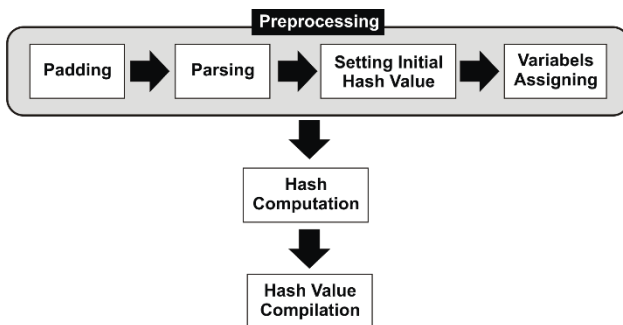 Preprocessing
Padding
Parsing
Setting Initial
Hash Value
Variabels
Assigning
Hash
Computation
Hash Value
Compilation